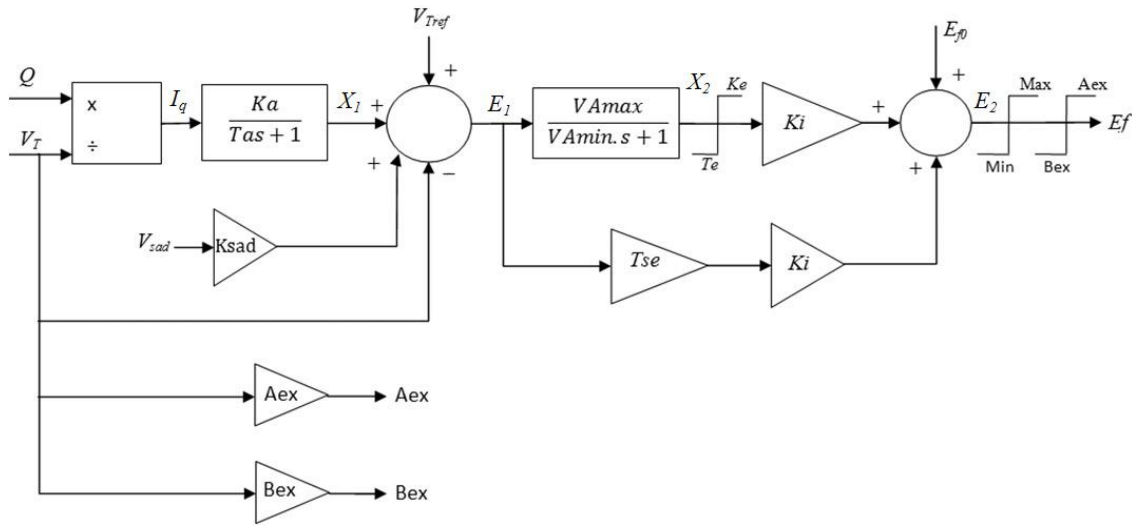 V_Tref
E_f0
Q
x
÷
I_q
Ka
Tas + 1
X_1
+
+
+
−
E_1
VAmax
VAmin.s + 1
X_2
Ke
Te
Ki
+
+
+
E_2
Max
Min
Aex
Bex
Ef
V_T
V_sad
Ksad
Tse
Ki
Aex
Aex
Bex
Bex